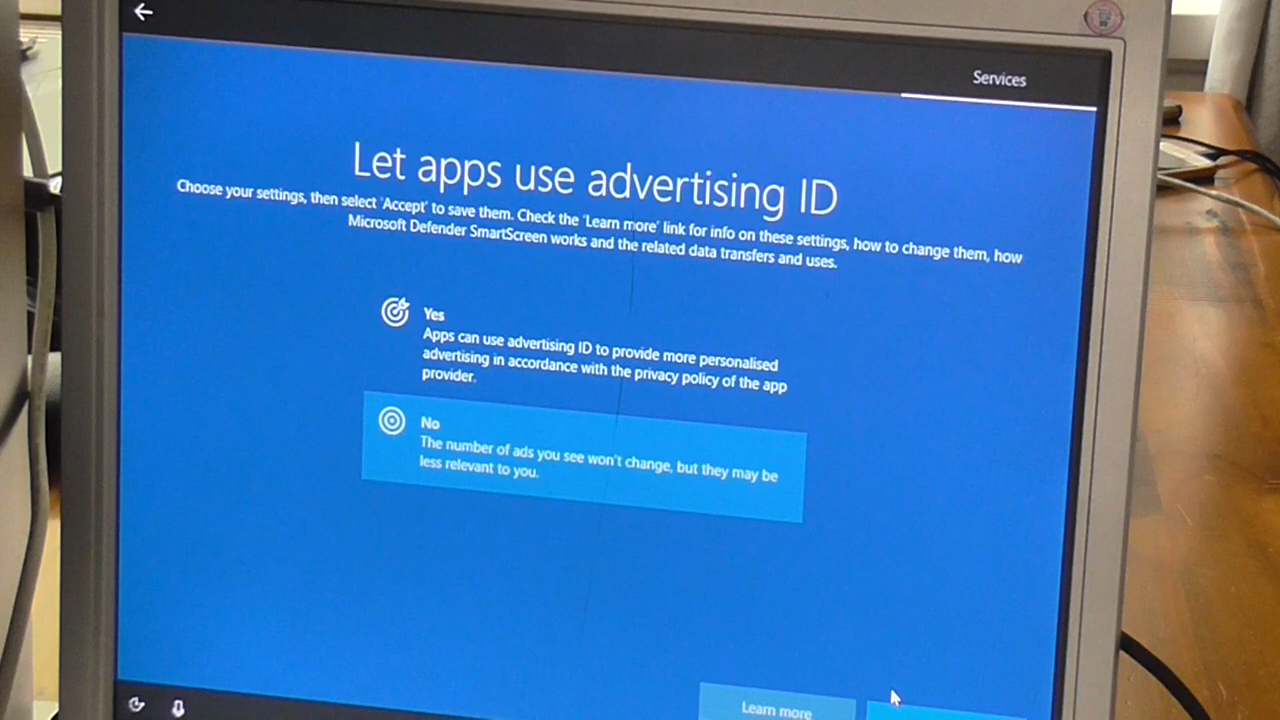 Services
Let apps use advertising ID
Choose your settings, then select 'Accept' to save them. Check the 'Learn more' link for info on these settings, how to change them, how
Microsoft Defender SmartScreen works and the related data transfers and uses.
Yes
Apps can use advertising ID to provide more personalised
advertising in accordance with the privacy policy of the app
provider.
No
The number of ads you see won't change, but they may be
less relevant to you.
Learn more